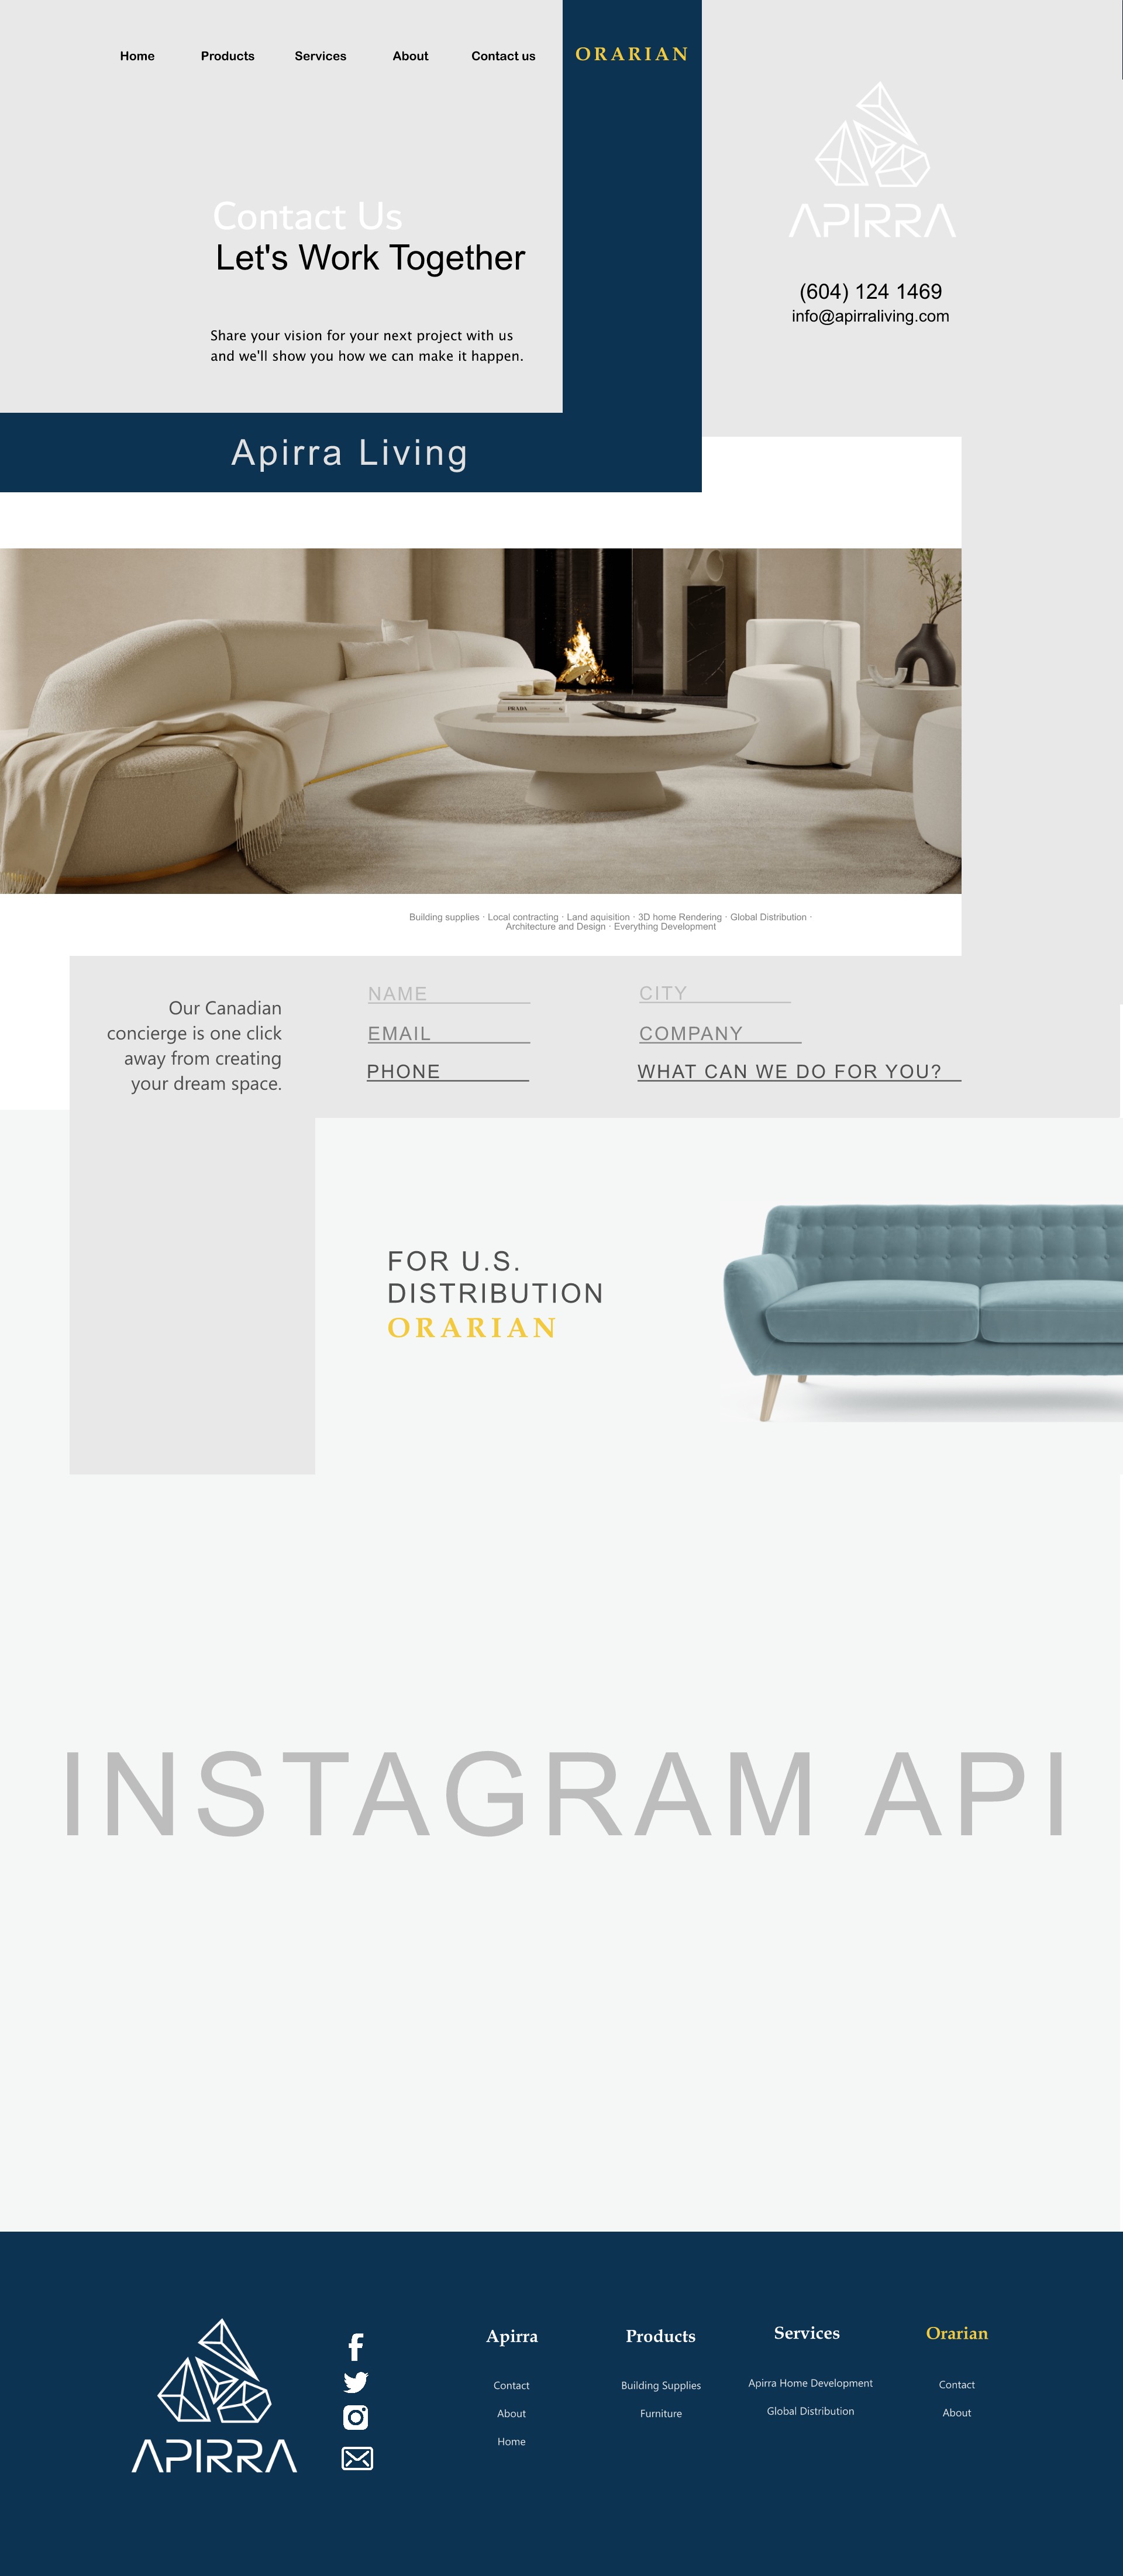 Home
Products
Services
About
Contact us
ORARIAN
APIRRA
Contact Us
Let's Work Together
(604) 124 1469
info@apirraliving.com
Share your vision for your next project with us
and we'll show you how we can make it happen.
Apirra Living
PRADA
Building supplies · Local contracting · Land aquisition · 3D home Rendering · Global Distribution ·
Architecture and Design · Everything Development
Our Canadian
concierge is one click
away from creating
your dream space.
NAME
CITY
EMAIL
COMPANY
PHONE
WHAT CAN WE DO FOR YOU?
FOR U.S.
DISTRIBUTION
ORARIAN
INSTAGRAM API
APIRRA
Apirra
Contact
About
Home
Products
Building Supplies
Furniture
Services
Apirra Home Development
Global Distribution
Orarian
Contact
About